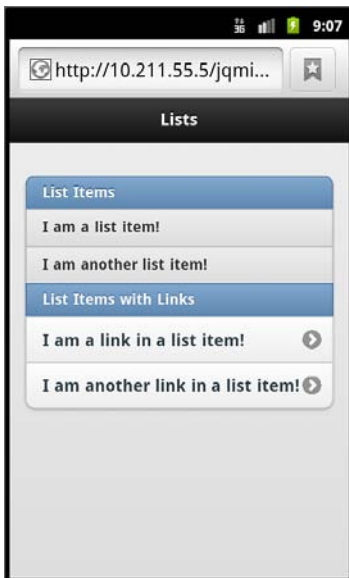 3G 9:07
http://10.211.55.5/jqmi...
Lists
List Items
I am a list item!
I am another list item!
List Items with Links
I am a link in a list item!
I am another link in a list item!